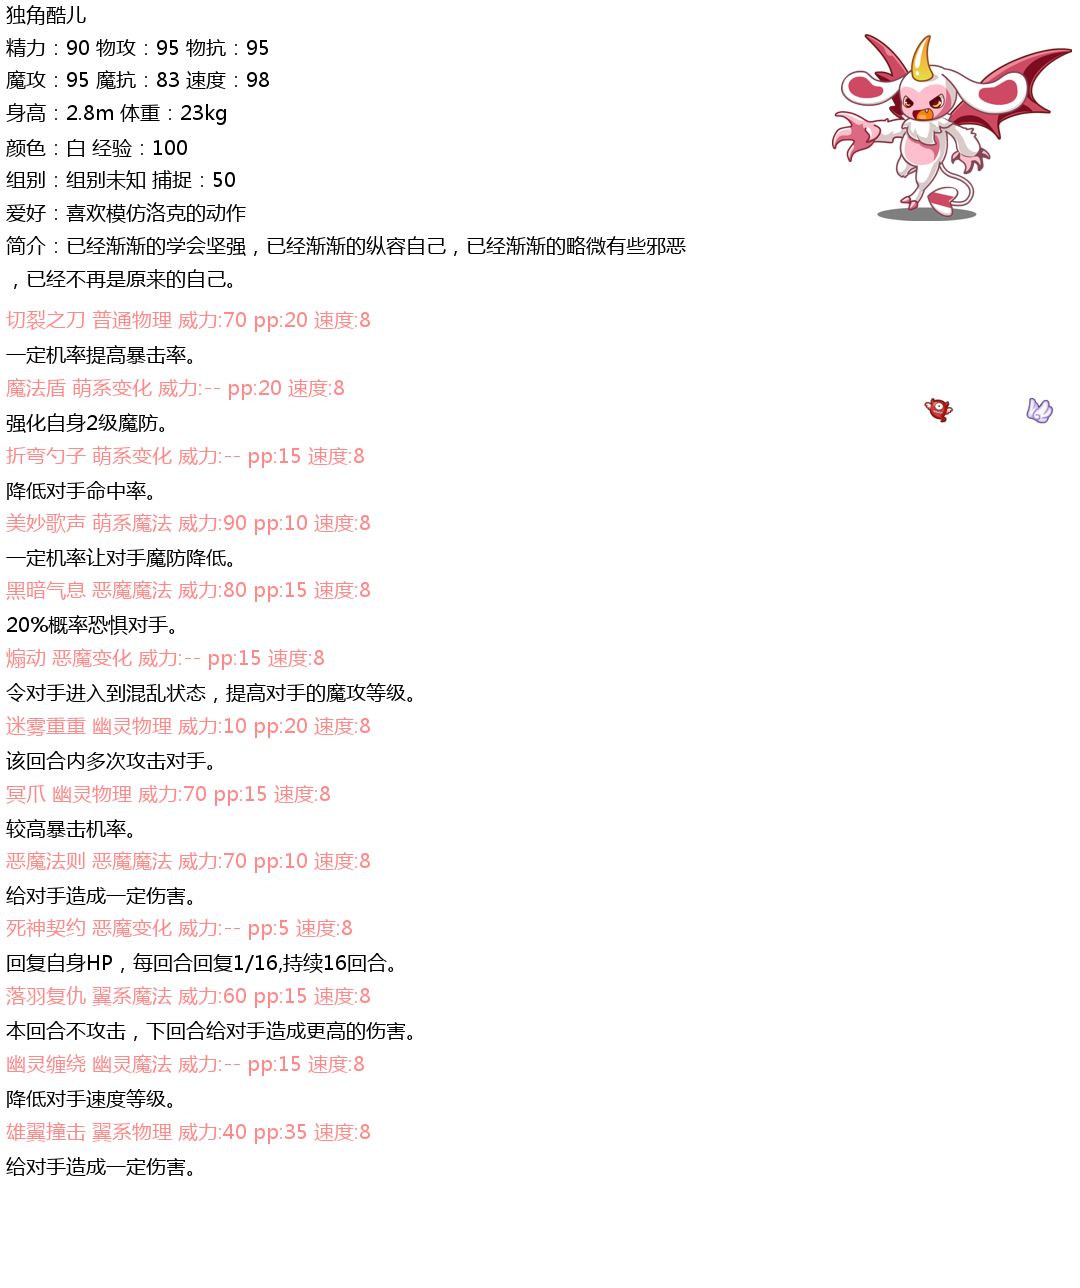 独角酷儿
精力：90 物攻：95 物抗：95
魔攻：95 魔抗：83 速度：98
身高：2.8m 体重：23kg
颜色：白 经验：100
组别：组别未知 捕捉：50
爱好：喜欢模仿洛克的动作
简介：已经渐渐的学会坚强，已经渐渐的纵容自己，已经渐渐的略微有些邪恶
，已经不再是原来的自己。
切裂之刀 普通物理 威力:70 pp:20 速度:8
一定机率提高暴击率。
魔法盾 萌系变化 威力:-- pp:20 速度:8
强化自身2级魔防。
折弯勺子 萌系变化 威力:-- pp:15 速度:8
降低对手命中率。
美妙歌声 萌系魔法 威力:90 pp:10 速度:8
一定机率让对手魔防降低。
黑暗气息 恶魔魔法 威力:80 pp:15 速度:8
20%概率恐惧对手。
煽动 恶魔变化 威力:-- pp:15 速度:8
令对手进入到混乱状态，提高对手的魔攻等级。
迷雾重重 幽灵物理 威力:10 pp:20 速度:8
该回合内多次攻击对手。
冥爪 幽灵物理 威力:70 pp:15 速度:8
较高暴击机率。
恶魔法则 恶魔魔法 威力:70 pp:10 速度:8
给对手造成一定伤害。
死神契约 恶魔变化 威力:-- pp:5 速度:8
回复自身HP，每回合回复1/16,持续16回合。
落羽复仇 翼系魔法 威力:60 pp:15 速度:8
本回合不攻击，下回合给对手造成更高的伤害。
幽灵缠绕 幽灵魔法 威力:-- pp:15 速度:8
降低对手速度等级。
雄翼撞击 翼系物理 威力:40 pp:35 速度:8
给对手造成一定伤害。